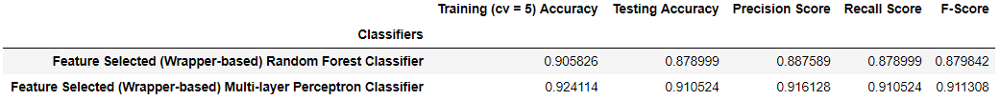 Training (cv = 5) Accuracy Testing Accuracy Precision Score Recall Score F-Score
Classifiers
Feature Selected (Wrapper-based) Random Forest Classifier 0.905826 0.878999 0.887589 0.878999 0.879842
Feature Selected (Wrapper-based) Multi-layer Perceptron Classifier 0.924114 0.910524 0.916128 0.910524 0.911308